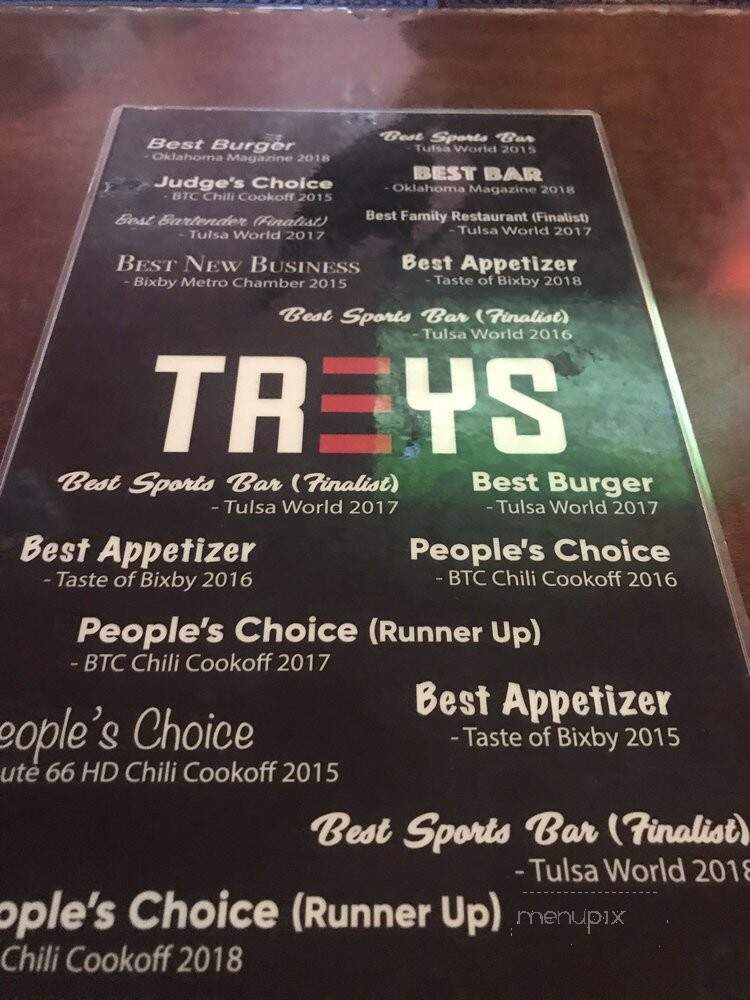 Best Burger
- Oklahoma Magazine 2018
Best Sports Bar
- Tulsa World 2015
Judge's Choice
- BTC Chili Cookoff 2015
BEST BAR
- Oklahoma Magazine 2018
Best Bartender (Finalist)
- Tulsa World 2017
Best Family Restaurant (Finalist)
- Tulsa World 2017
BEST NEW BUSINESS
- Bixby Metro Chamber 2015
Best Appetizer
- Taste of Bixby 2018
Best Sports Bar (Finalist)
- Tulsa World 2016
TREYS
Best Sports Bar (Finalist)
- Tulsa World 2017
Best Burger
- Tulsa World 2017
Best Appetizer
- Taste of Bixby 2016
People's Choice
- BTC Chili Cookoff 2016
People's Choice (Runner Up)
- BTC Chili Cookoff 2017
Best Appetizer
- Taste of Bixby 2015
eople's Choice
ute 66 HD Chili Cookoff 2015
Best Sports Bar (Finalist)
- Tulsa World 2018
ople's Choice (Runner Up)
Chili Cookoff 2018
menupix